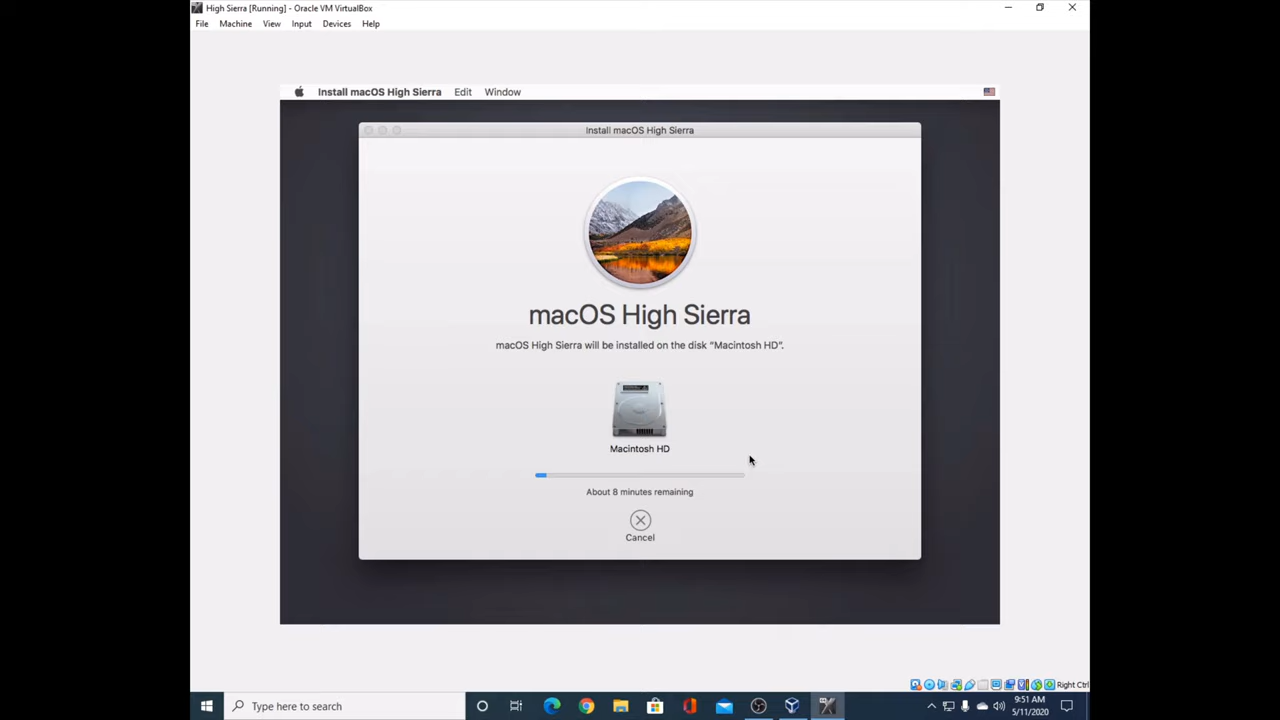 High Sierra [Running] - Oracle VM VirtualBox
File Machine View Input Devices Help
Install macOS High Sierra Edit Window
Install macOS High Sierra
macOS High Sierra
macOS High Sierra will be installed on the disk “Macintosh HD”.
Macintosh HD
About 8 minutes remaining
Cancel
Right Ctrl
Type here to search
9:51 AM
5/11/2020